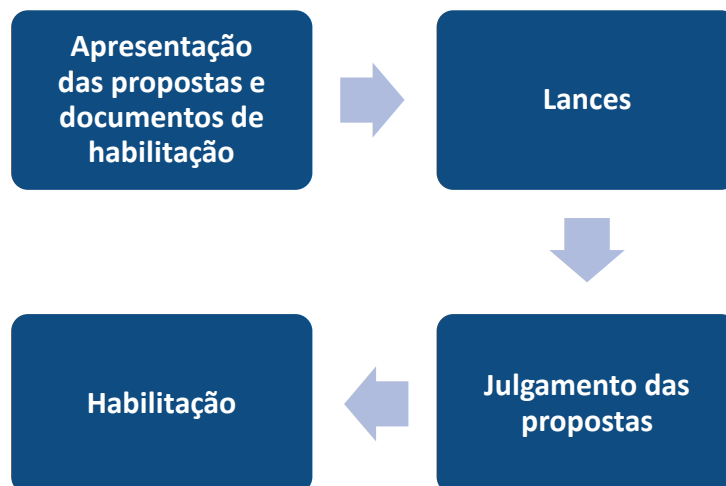 Apresentação
das propostas e
documentos de
habilitação
Lances
Julgamento das
propostas
Habilitação